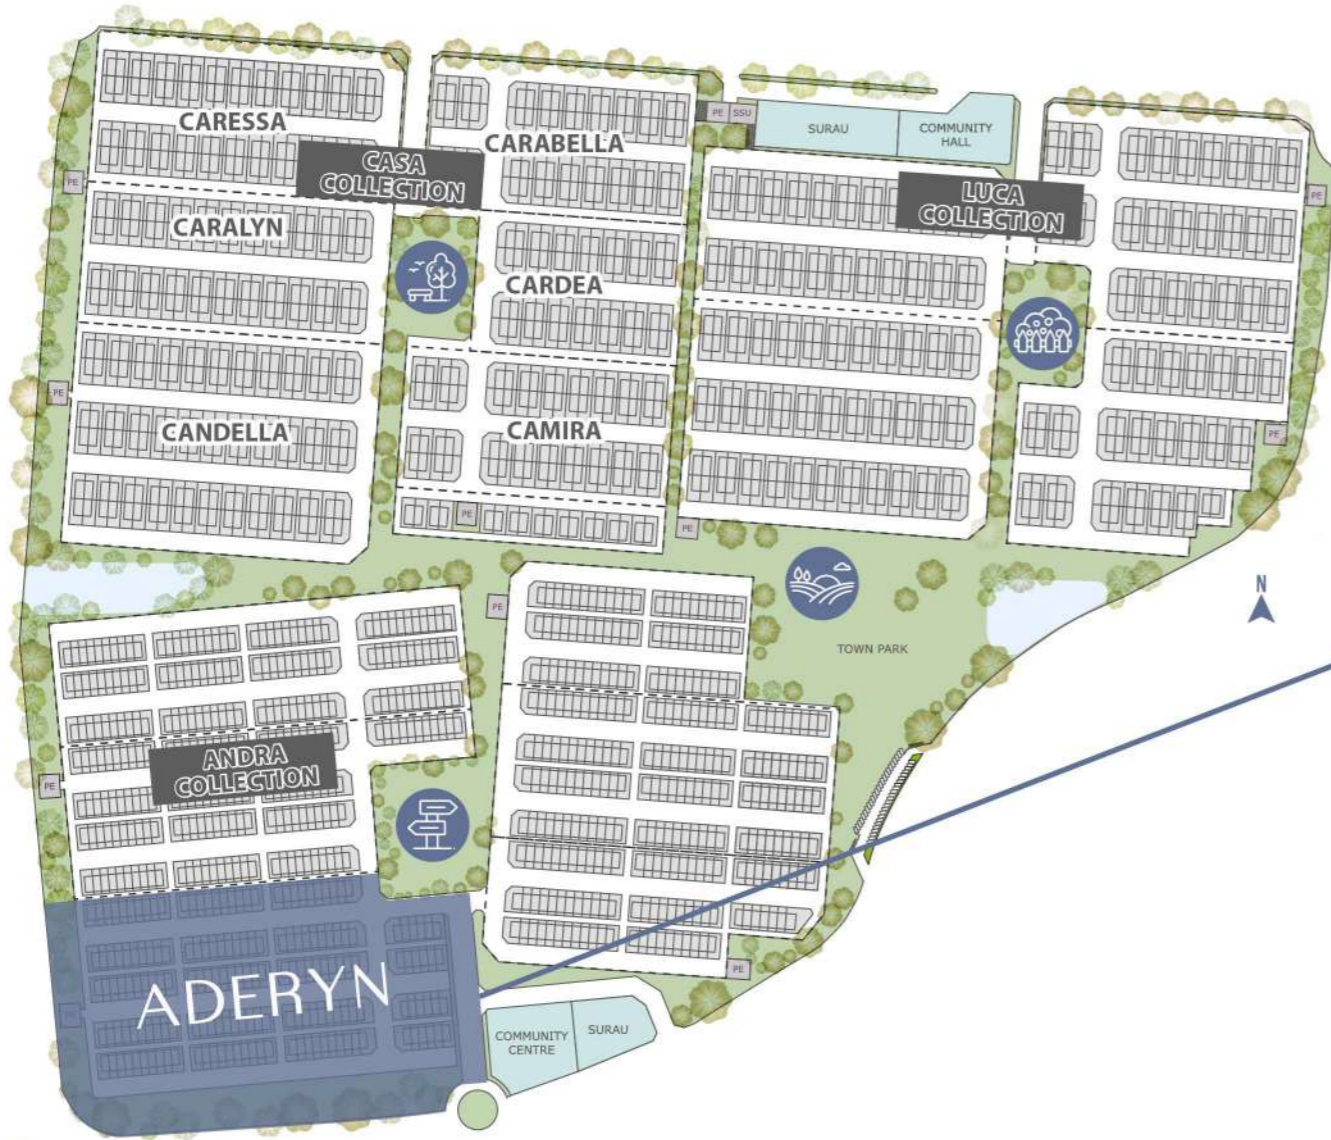 CARESSA
CARABELLA
CASA
COLLECTION
PE
SSU
SURAU
COMMUNITY
HALL
LUCA
COLLECTION
PE
PE
CARALYN
CARDEA
PE
CANDELLA
CAMIRA
PE
PE
PE
N
PE
TOWN PARK
ANDRA
COLLECTION
PE
PE
ADERYN
COMMUNITY
CENTRE
SURAU